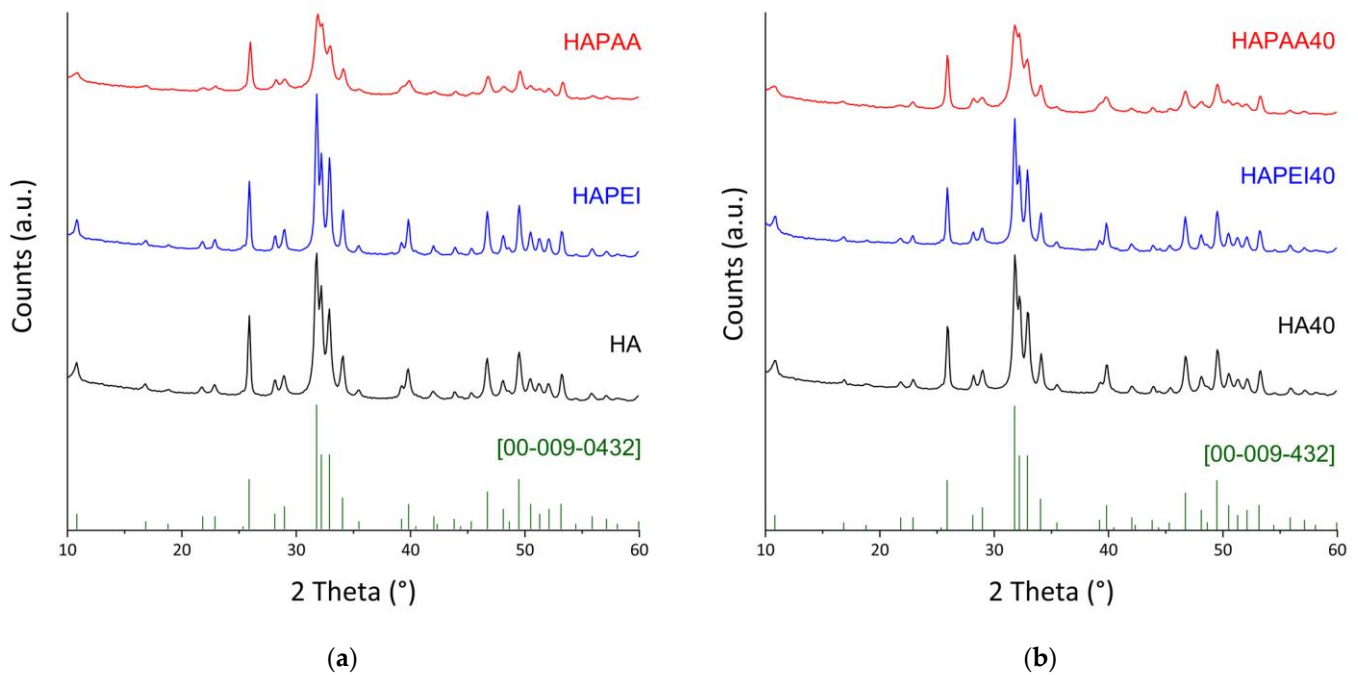 HAPAA
HAPEI
HA
[00-009-0432]
Counts (a.u.)
10 20 30 40 50 60
2 Theta (°)
(a)
HAPAA40
HAPEI40
HA40
[00-009-432]
Counts (a.u.)
10 20 30 40 50 60
2 Theta (°)
(b)